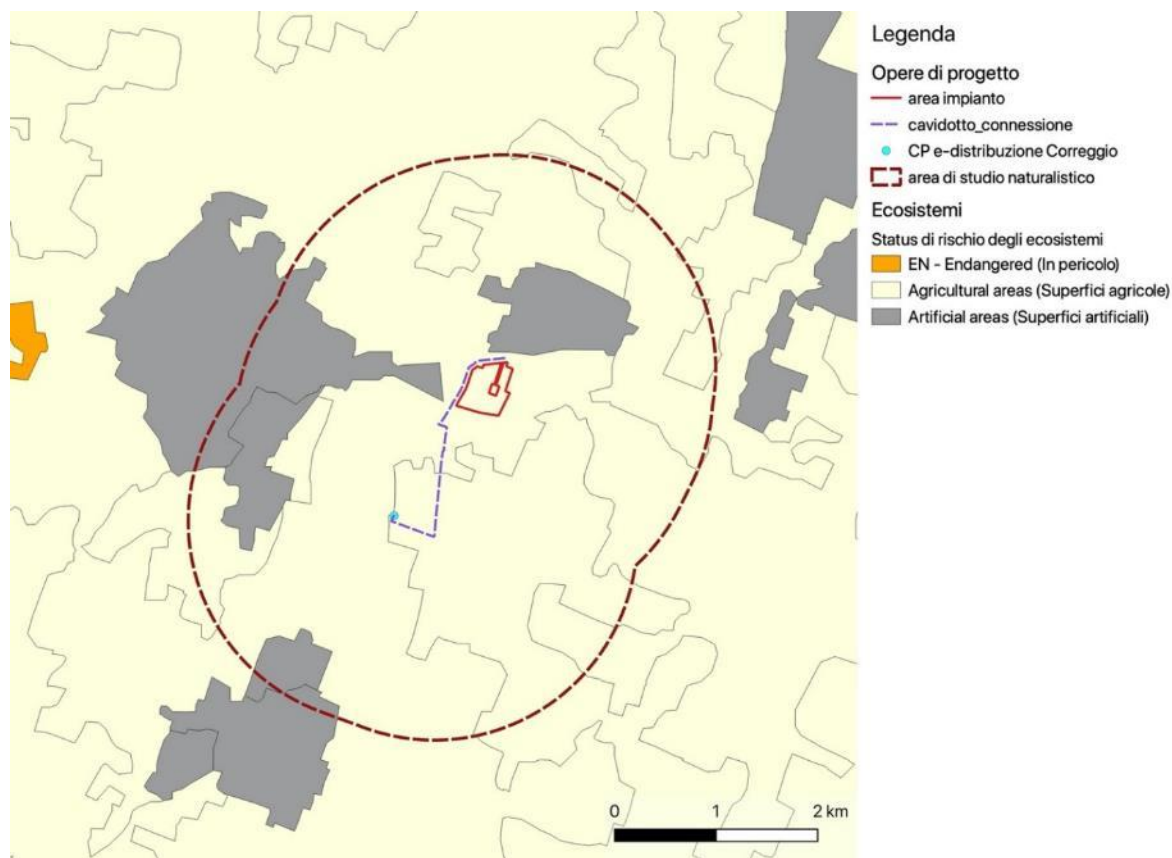 Legenda
Opere di progetto
area impianto
cavidotto_connessione
CP e-distribuzione Correggio
area di studio naturalistico
Ecosistemi
Status di rischio degli ecosistemi
EN - Endangered (In pericolo)
Agricultural areas (Superfici agricole)
Artificial areas (Superfici artificiali)
0 1 2 km